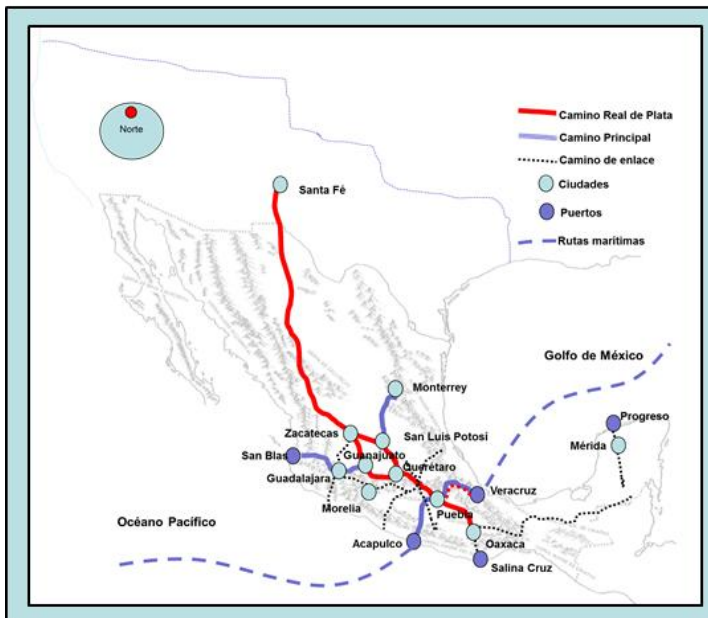 Norte
Camino Real de Plata
Camino Principal
Camino de enlace
Ciudades
Puertos
Rutas marítimas
Santa Fé
Golfo de México
Monterrey
Progreso
Zacatecas
San Luis Potosí
Mérida
San Blas
Guanajuato
Querétaro
Guadalajara
Veracruz
Morelia
Puebla
Océano Pacífico
Acapulco
Oaxaca
Salina Cruz